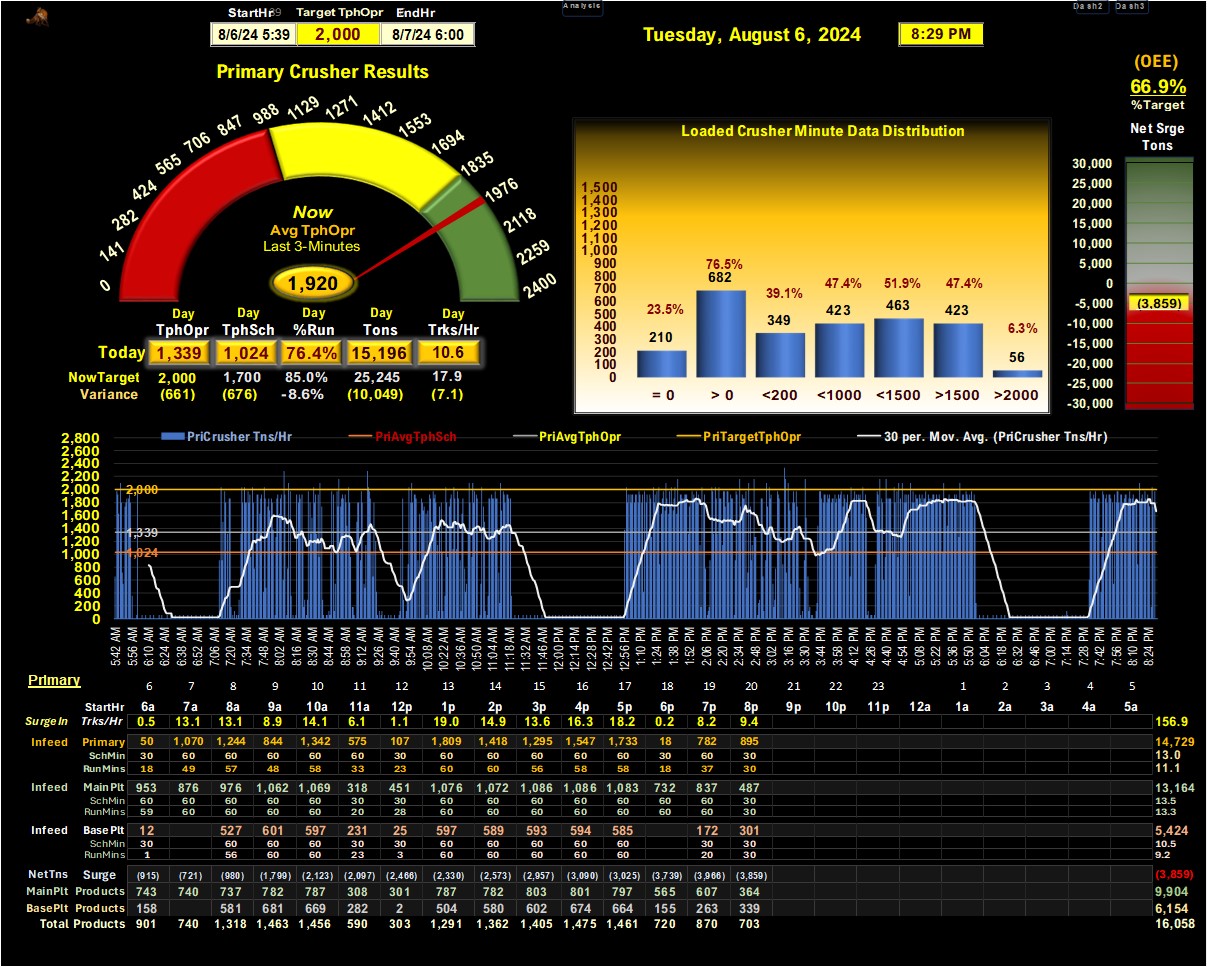 StartHr Target TphOpr EndHr
8/6/24 5:39 2,000 8/7/24 6:00
Analysis
Tuesday, August 6, 2024 8:29 PM
Dash2 Dash3
(OEE)
66.9%
%Target
Net Srge
Tons
30,000
25,000
20,000
15,000
10,000
5,000
0
-5,000
(3,859)
-10,000
-15,000
-20,000
-25,000
-30,000
Primary Crusher Results
0 141 282 424 565 706 847 988 1129 1271 1412 1553 1694 1835 1976 2118 2259 2400
Now
Avg TphOpr
Last 3-Minutes
1,920
Day Day Day Day Day
TphOpr TphSch %Run Tons Trks/Hr
Today 1,339 1,024 76.4% 15,196 10.6
NowTarget 2,000 1,700 85.0% 25,245 17.9
Variance (661) (676) -8.6% (10,049) (7.1)
Loaded Crusher Minute Data Distribution
1,500
1,400
1,300
1,200
1,100
1,000
900
800
700
600
500
400
300
200
100
0
23.5% 76.5% 39.1% 47.4% 51.9% 47.4% 6.3%
210 682 349 423 463 423 56
= 0 > 0 <200 <1000 <1500 >1500 >2000
PriCrusher Tns/Hr PriAvgTphSch PriAvgTphOpr PriTargetTphOpr 30 per. Mov. Avg. (PriCrusher Tns/Hr)
2,800
2,600
2,400
2,200
2,000
1,800
1,600
1,400
1,200
1,000
800
600
400
200
0
2,000
1,339
1,024
5:42 AM 5:56 AM 6:10 AM 6:24 AM 6:38 AM 6:52 AM 7:06 AM 7:20 AM 7:34 AM 7:48 AM 8:02 AM 8:16 AM 8:30 AM 8:44 AM 8:58 AM 9:12 AM 9:26 AM 9:40 AM 9:54 AM 10:08 AM 10:22 AM 10:36 AM 10:50 AM 11:04 AM 11:18 AM 11:32 AM 11:46 AM 12:00 PM 12:14 PM 12:28 PM 12:42 PM 12:56 PM 1:10 PM 1:24 PM 1:38 PM 1:52 PM 2:06 PM 2:20 PM 2:34 PM 2:48 PM 3:02 PM 3:16 PM 3:30 PM 3:44 PM 3:58 PM 4:12 PM 4:26 PM 4:40 PM 4:54 PM 5:08 PM 5:22 PM 5:36 PM 5:50 PM 6:04 PM 6:18 PM 6:32 PM 6:46 PM 7:00 PM 7:14 PM 7:28 PM 7:42 PM 7:56 PM 8:10 PM 8:24 PM
Primary
6 7 8 9 10 11 12 13 14 15 16 17 19 20 21 22 23 1 2 3 4 5
StartHr 6a 7a 8a 9a 10a 11a 12p 1p 2p 3p 4p 5p 6p 7p 8p 9p 10p 11p 12a 1a 2a 3a 4a 5a
SurgeIn Trks/Hr 0.5 13.1 13.1 8.9 14.1 6.1 1.1 19.0 14.9 13.6 16.3 18.2 0.2 8.2 9.4 156.9
Infeed Primary 50 1,070 1,244 844 1,342 575 107 1,809 1,418 1,295 1,547 1,733 18 782 895 14,729
SchMin 30 60 60 60 60 60 30 60 60 60 60 60 30 60 30 13.0
RunMins 18 49 57 48 58 33 23 60 60 56 58 58 18 37 30 11.1
Infeed MainPlt 953 876 976 1,062 1,069 318 451 1,076 1,072 1,086 1,086 1,083 732 837 487 13,164
SchMin 60 60 60 60 60 30 30 60 60 60 60 60 60 60 30 13.5
RunMins 59 60 60 60 60 20 28 60 60 60 60 60 60 60 30 13.3
Infeed Base Plt 12 527 601 597 231 25 597 589 593 594 585 172 301 5,424
SchMin 30 60 60 60 30 30 60 60 60 60 60 30 30 10.5
RunMins 1 56 60 60 23 3 60 60 60 60 60 20 30 9.2
NetTns Surge (915) (721) (980) (1,799) (2,123) (2,097) (2,466) (2,330) (2,573) (2,957) (3,090) (3,025) (3,739) (3,966) (3,859) (3,859)
MainPlt Products 743 740 737 782 787 308 301 787 782 803 801 797 565 607 364 9,904
BasePlt Products 158 581 681 669 282 2 504 580 602 674 664 155 263 339 6,154
Total Products 901 740 1,318 1,463 1,456 590 303 1,291 1,362 1,405 1,475 1,461 720 870 703 16,058